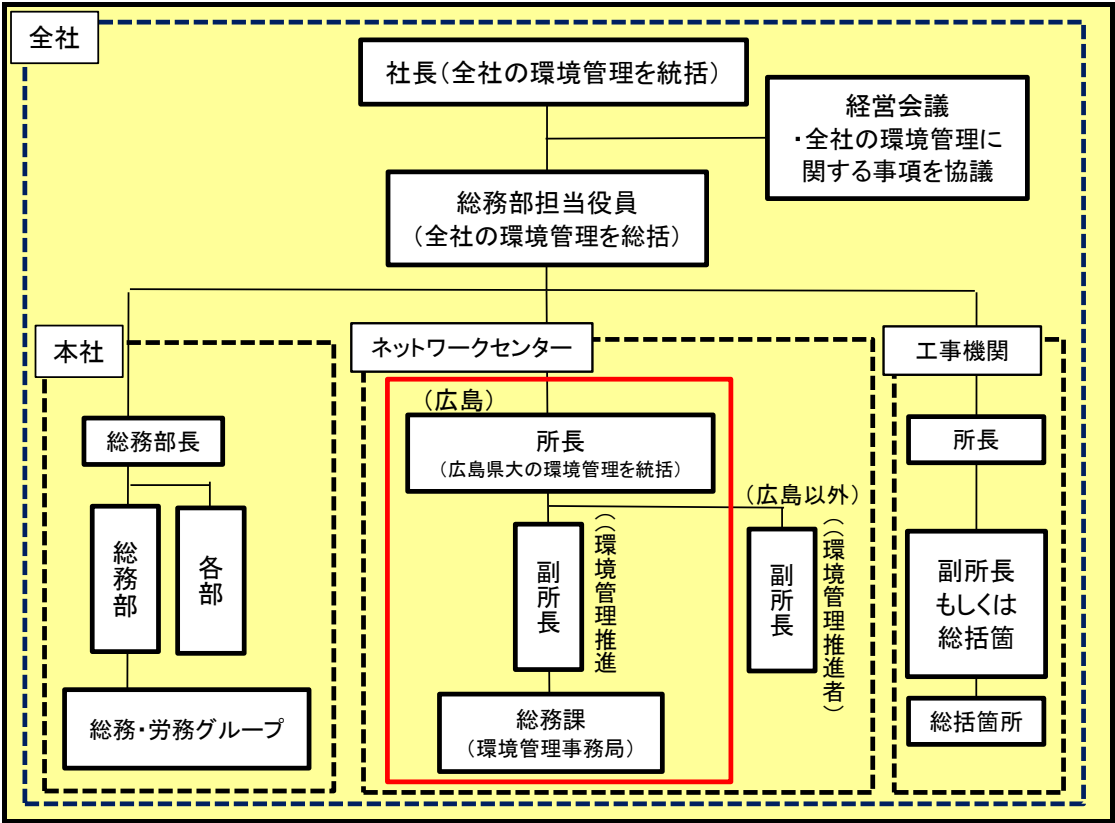 全社
社長(全社の環境管理を統括)
経営会議
・全社の環境管理に
関する事項を協議
総務部担当役員
(全社の環境管理を総括)
本社
総務部長
総務部
各部
総務・労務グループ
ネットワークセンター
(広島)
所長
(広島県大の環境管理を統括)
副所長
((環境管理推進
総務課
(環境管理事務局)
(広島以外)
副所長
((環境管理推進者)
工事機関
所長
副所長
もしくは
総括箇
総括箇所